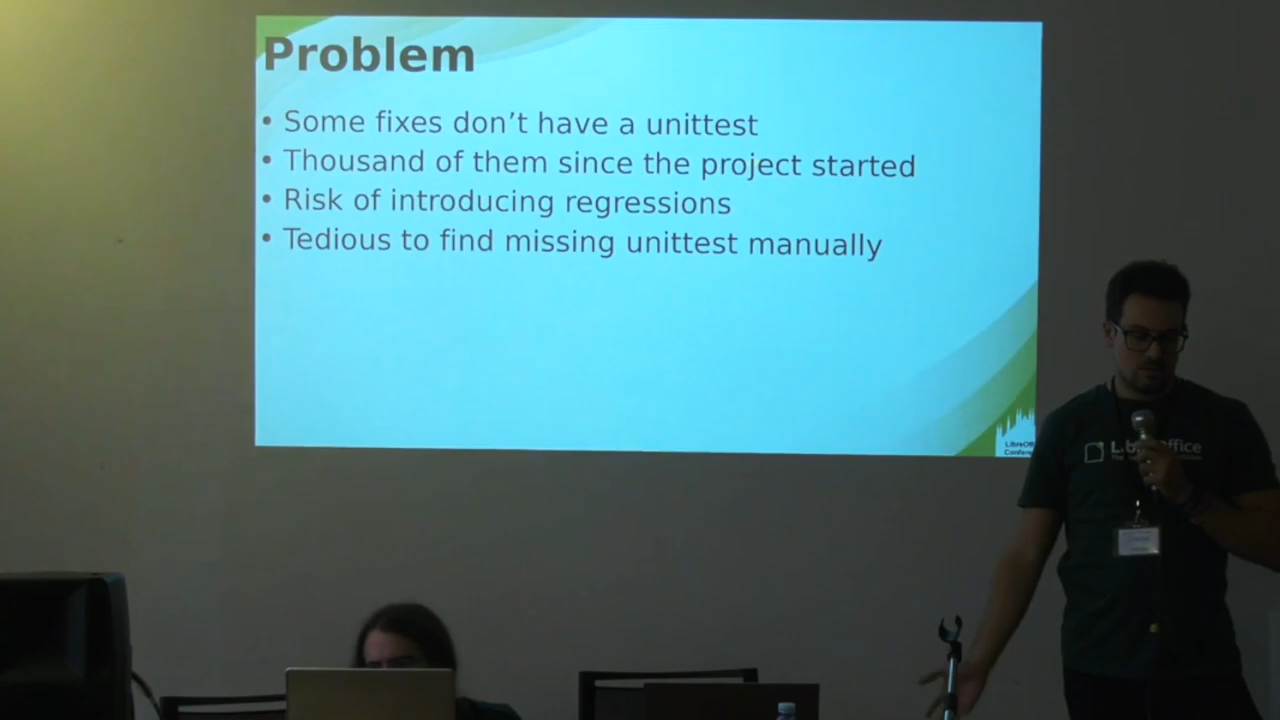 Problem
• Some fixes don’t have a unittest
• Thousand of them since the project started
• Risk of introducing regressions
• Tedious to find missing unittest manually